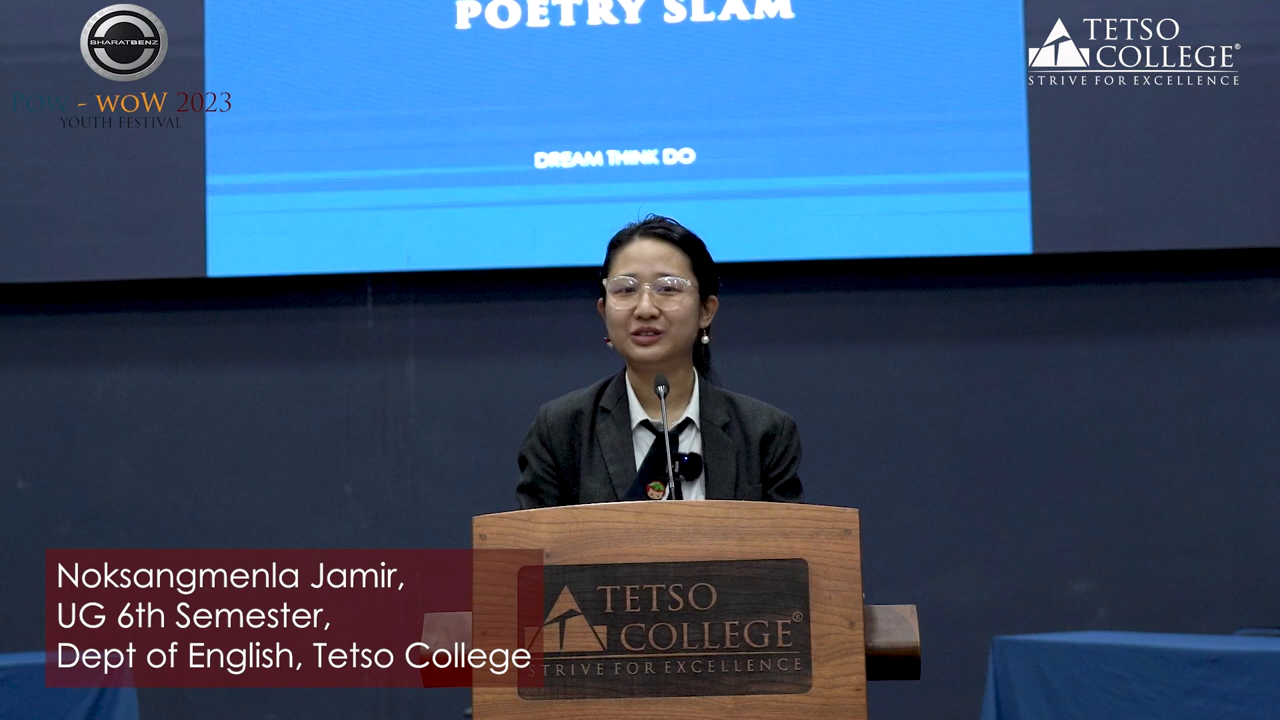 POETRY SLAM
DREAM THINK DO
BHARATBENZ
POW - WOW 2023
YOUTH FESTIVAL
TETSO
COLLEGE®
STRIVE FOR EXCELLENCE
Noksangmenla Jamir,
UG 6th Semester,
Dept of English, Tetso College
TETSO
COLLEGE®
STRIVE FOR EXCELLENCE